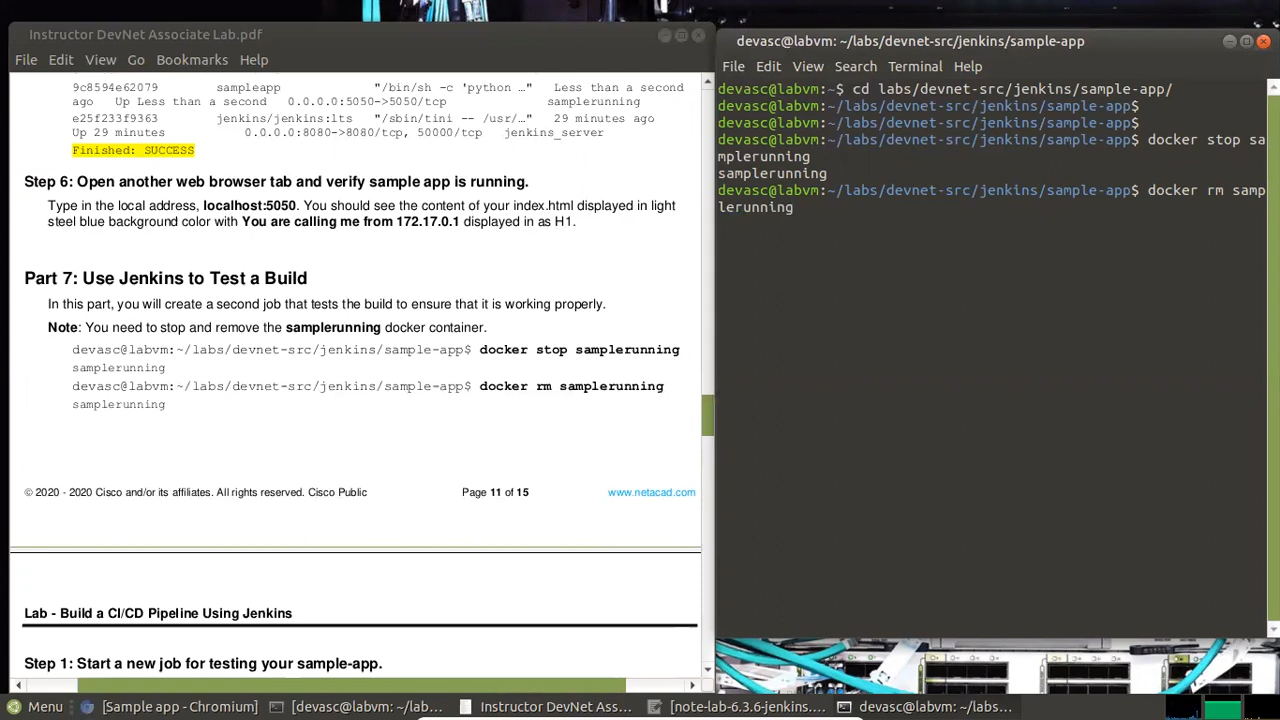 Instructor DevNet Associate Lab.pdf
File Edit View Go Bookmarks Help
9c8594e62079 sampleapp "/bin/sh -c 'python …" Less than a second
ago Up Less than a second 0.0.0.0:5050->5050/tcp samplerunning
e25f233f9363 jenkins/jenkins:lts "/sbin/tini -- /usr/…" 29 minutes ago
Up 29 minutes 0.0.0.0:8080->8080/tcp, 50000/tcp jenkins_server
Finished: SUCCESS
Step 6: Open another web browser tab and verify sample app is running.
Type in the local address, localhost:5050. You should see the content of your index.html displayed in light
steel blue background color with You are calling me from 172.17.0.1 displayed in as H1.
Part 7: Use Jenkins to Test a Build
In this part, you will create a second job that tests the build to ensure that it is working properly.
Note: You need to stop and remove the samplerunning docker container.
devasc@labvm:~/labs/devnet-src/jenkins/sample-app$ docker stop samplerunning
samplerunning
devasc@labvm:~/labs/devnet-src/jenkins/sample-app$ docker rm samplerunning
samplerunning
© 2020 - 2020 Cisco and/or its affiliates. All rights reserved. Cisco Public Page 11 of 15 www.netacad.com
Lab - Build a CI/CD Pipeline Using Jenkins
Step 1: Start a new job for testing your sample-app.
devasc@labvm: ~/labs/devnet-src/jenkins/sample-app
File Edit View Search Terminal Help
devasc@labvm:~$ cd labs/devnet-src/jenkins/sample-app/
devasc@labvm:~/labs/devnet-src/jenkins/sample-app$
devasc@labvm:~/labs/devnet-src/jenkins/sample-app$
devasc@labvm:~/labs/devnet-src/jenkins/sample-app$ docker stop sa
mplerunning
samplerunning
devasc@labvm:~/labs/devnet-src/jenkins/sample-app$ docker rm samp
lerunning
Menu [Sample app - Chromium] [devasc@labvm: ~/lab... Instructor DevNet Asso... [note-lab-6.3.6-jenkins.... devasc@labvm: ~/labs...